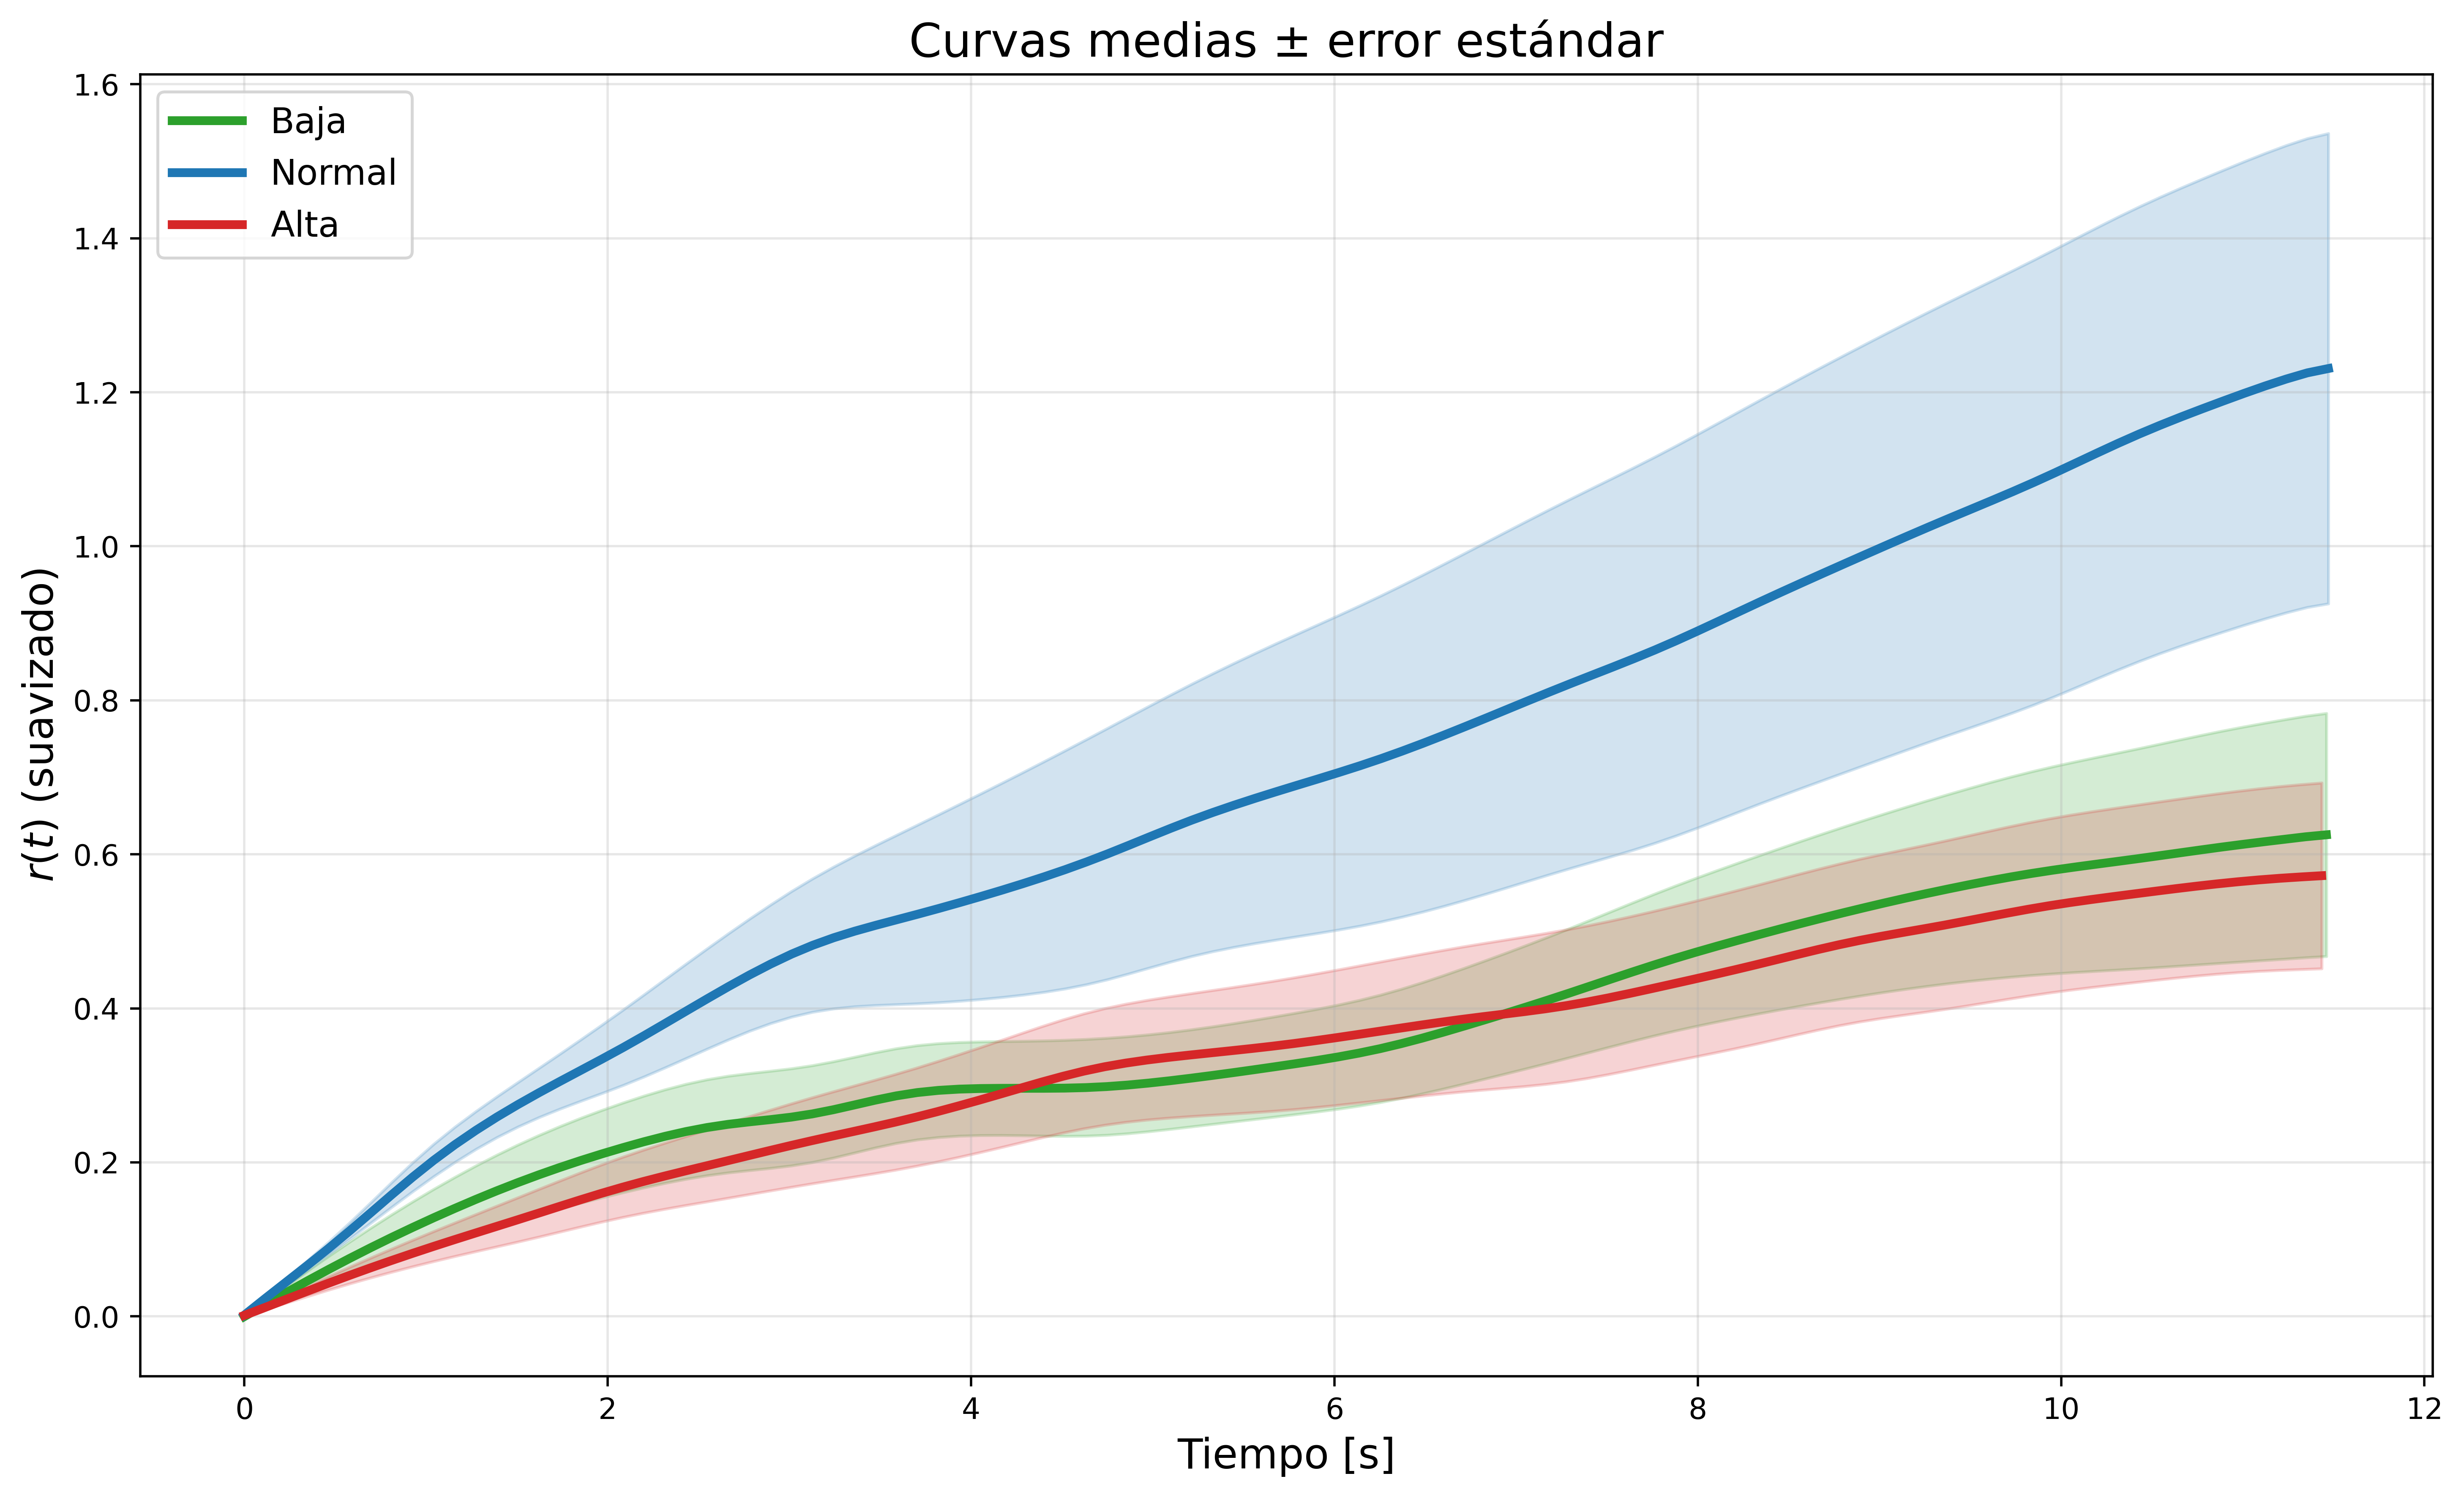 Curvas medias ± error estándar
Baja
Normal
Alta
1.6
1.4
1.2
1.0
0.8
0.6
0.4
0.2
0.0
r(t) (suavizado)
0 2 4 6 8 10 12
Tiempo [s]